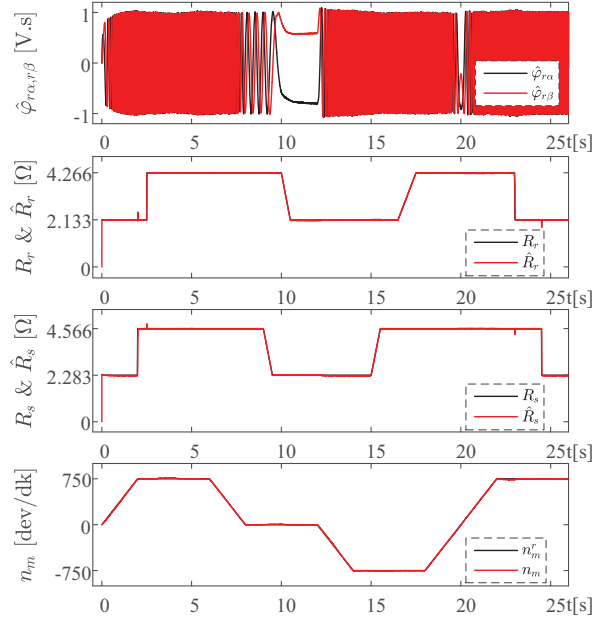 φ̂rα,rβ [V.s]
1
0
-1
φ̂rα
φ̂rβ
0 5 10 15 20 25t[s]
Rr & R̂r [Ω]
4.266
2.133
0
Rr
R̂r
0 5 10 15 20 25t[s]
Rs & R̂s [Ω]
4.566
2.283
0
Rs
R̂s
0 5 10 15 20 25t[s]
nm [dev/dk]
750
0
-750
n^r_m
nm
0 5 10 15 20 25t[s]